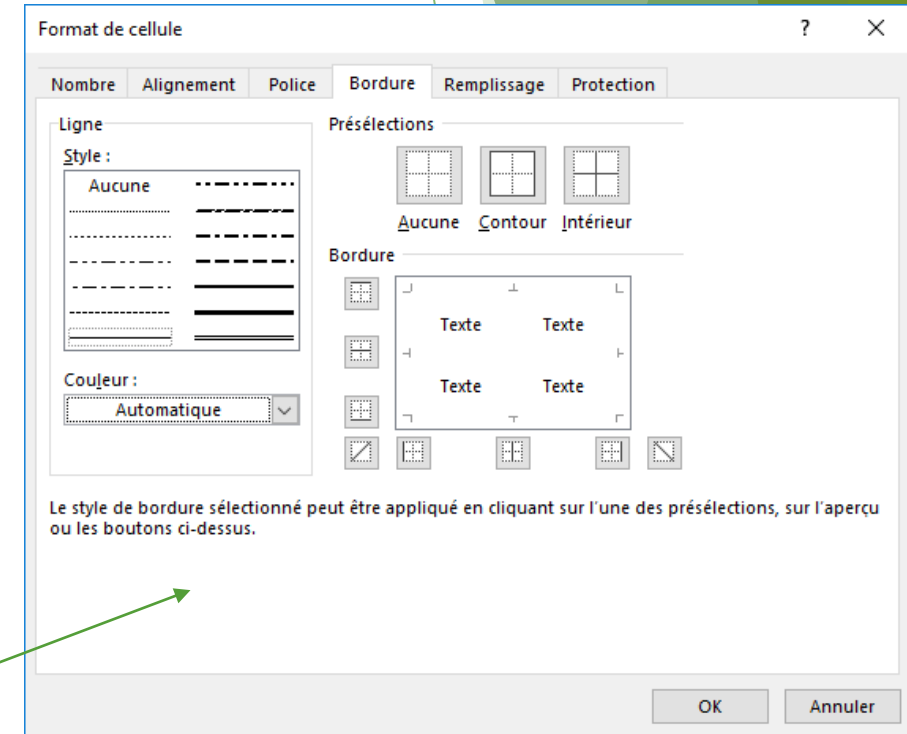 Format de cellule
?
Nombre Alignement Police Bordure Remplissage Protection
Ligne
Style :
Aucune
Couleur :
Automatique
Présélections
Aucune Contour Intérieur
Bordure
Texte Texte
Texte Texte
Le style de bordure sélectionné peut être appliqué en cliquant sur l'une des présélections, sur l'aperçu
ou les boutons ci-dessus.
OK Annuler